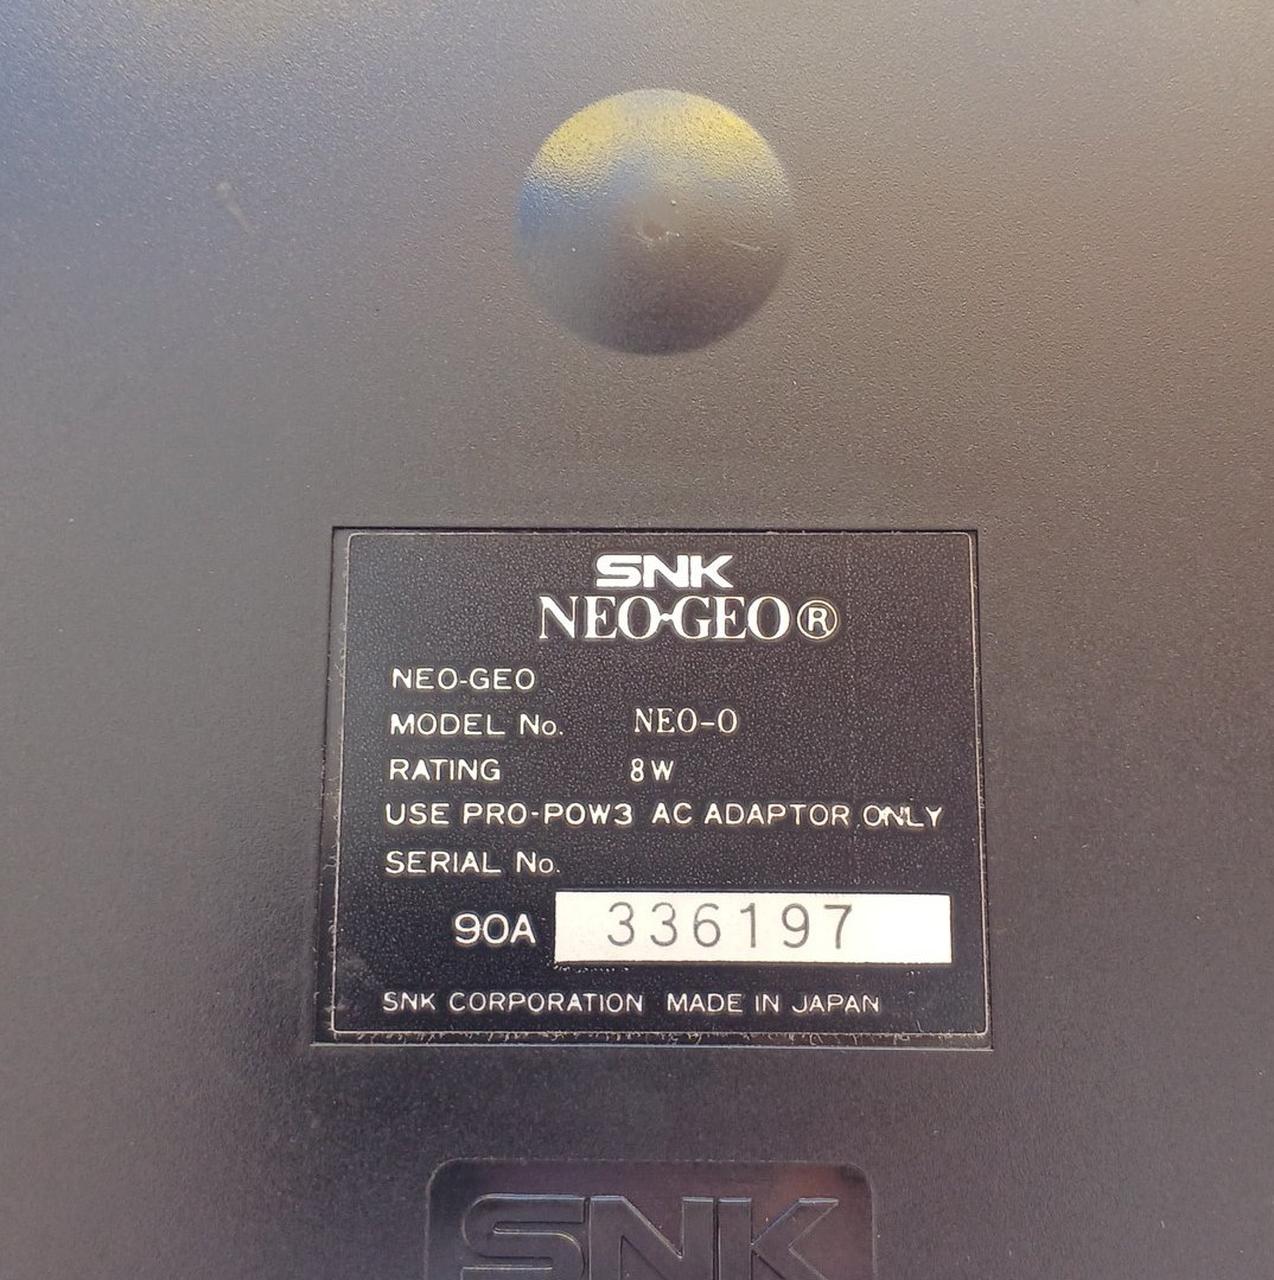 SNK
NEO·GEO®
NEO-GEO
MODEL No. NEO-0
RATING 8W
USE PRO-POW3 AC ADAPTOR ONLY
SERIAL No.
90A 336197
SNK CORPORATION MADE IN JAPAN
SNK